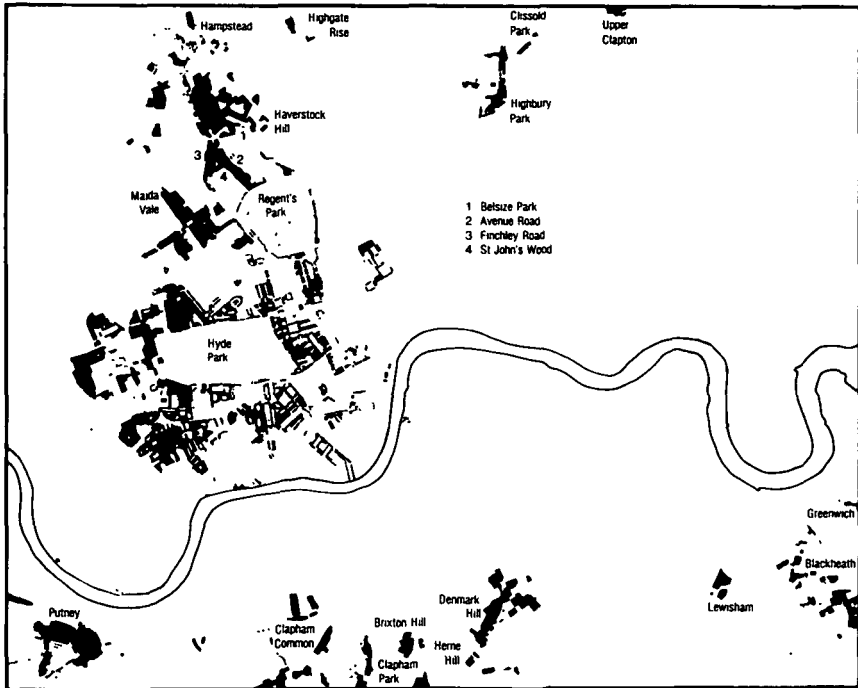 Hampstead
Highgate
Rise
Clissold
Park
Upper
Clapton
Haverstock
Hill
Highbury
Park
1
3
2
4
Maida
Vale
Regent's
Park
1 Belsize Park
2 Avenue Road
3 Finchley Road
4 St John's Wood
Hyde
Park
Greenwich
Blackheath
Lewisham
Denmark
Hill
Putney
Clapham
Common
Brixton Hill
Herne
Hill
Clapham
Park